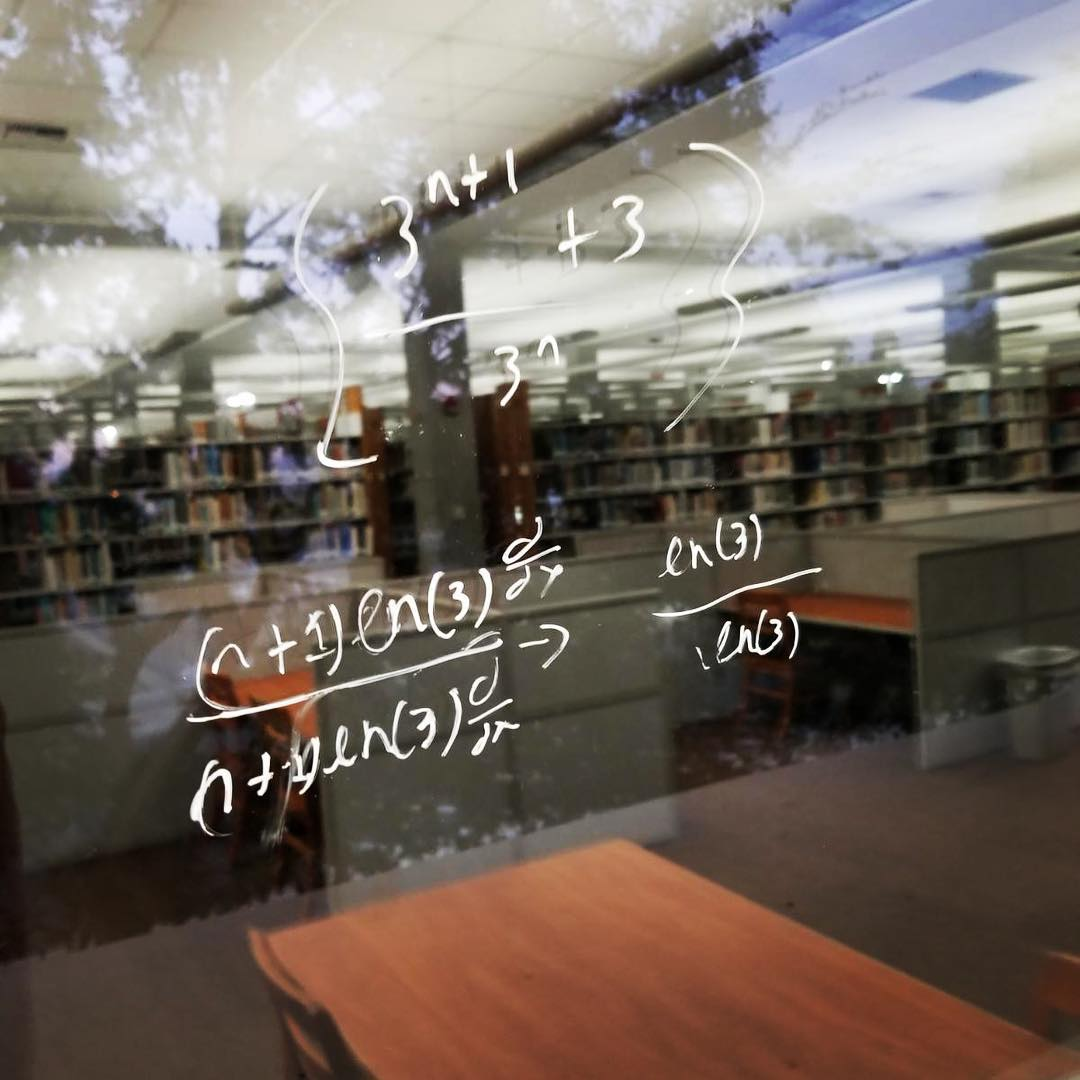 { 3^(n+1) + 3 / 3^n }
(n+1) ln(3) d/dx → ln(3)
(n+1) ln(3) d/dx ln(3)